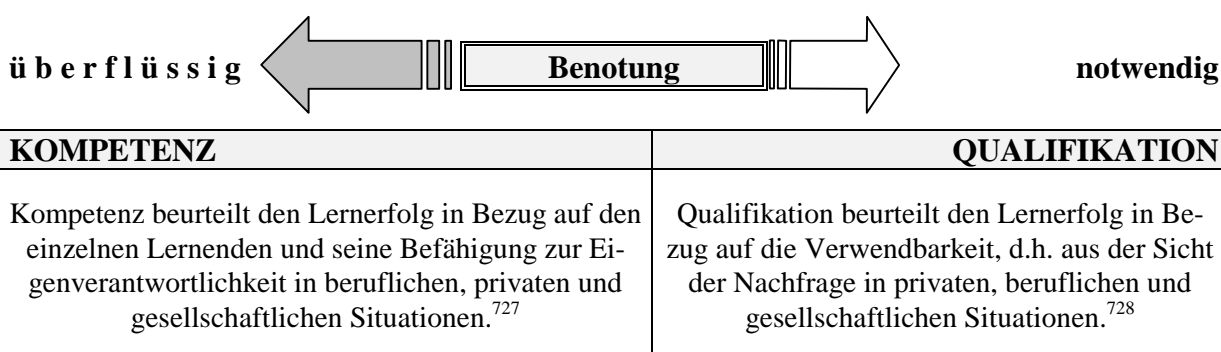 ü b e r f l ü s s i g Benotung notwendig
KOMPETENZ QUALIFIKATION
Kompetenz beurteilt den Lernerfolg in Bezug auf den
einzelnen Lernenden und seine Befähigung zur Ei-
genverantwortlichkeit in beruflichen, privaten und
gesellschaftlichen Situationen.727
Qualifikation beurteilt den Lernerfolg in Be-
zug auf die Verwendbarkeit, d.h. aus der Sicht
der Nachfrage in privaten, beruflichen und
gesellschaftlichen Situationen.728